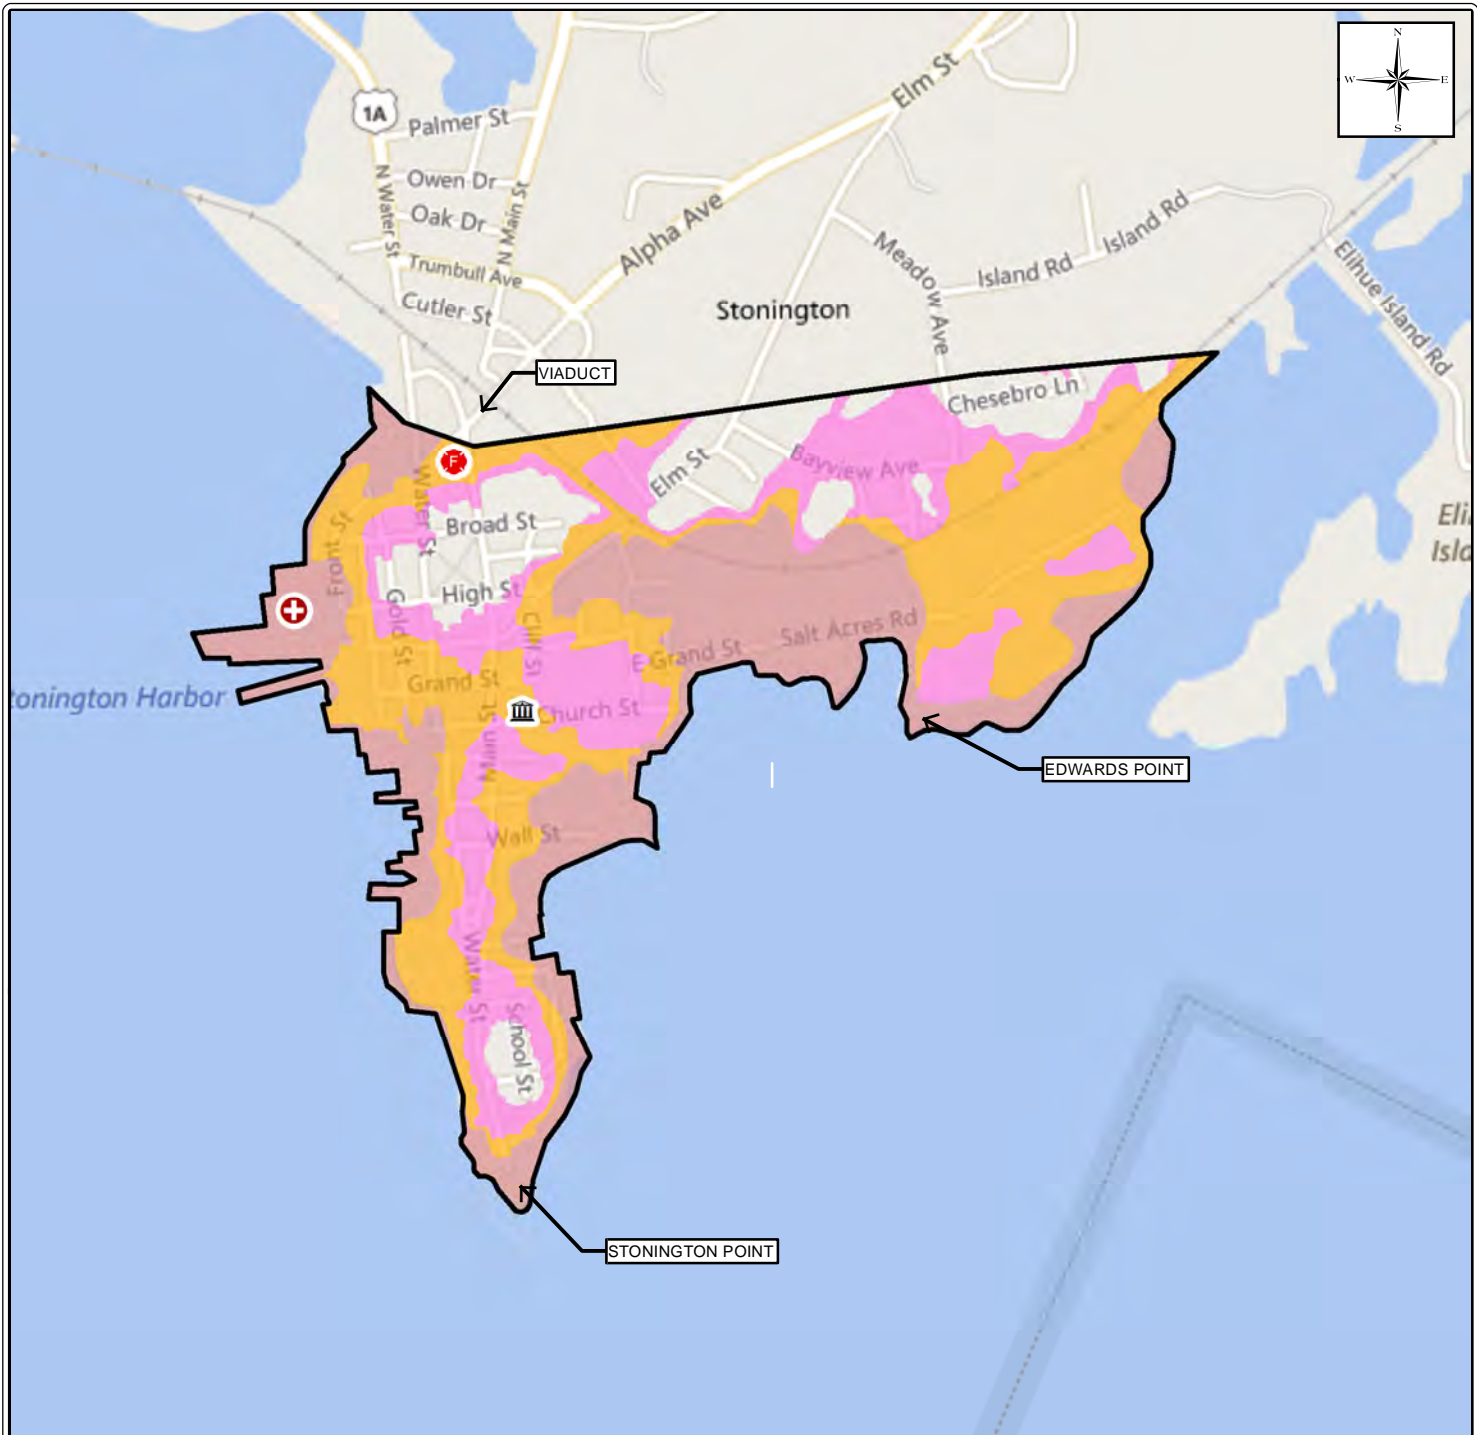 N
W E
S
1A
Palmer St
Elm St
Owen Dr
N Water St
N Main St
Oak Dr
Alpha Ave
Trumbull Ave
Cutler St
Meadow Ave
Island Rd
Island Rd
Elihue Island Rd
Stonington
VIADUCT
Chesebro Ln
F
Elm St
Bayview Ave
Water St
Broad St
Front St
High St
Gold St
Cliff St
Salt Acres Rd
E Grand St
Grand St
tonington Harbor
Church St
Main St
EDWARDS POINT
Wall St
Water St
School St
STONINGTON POINT